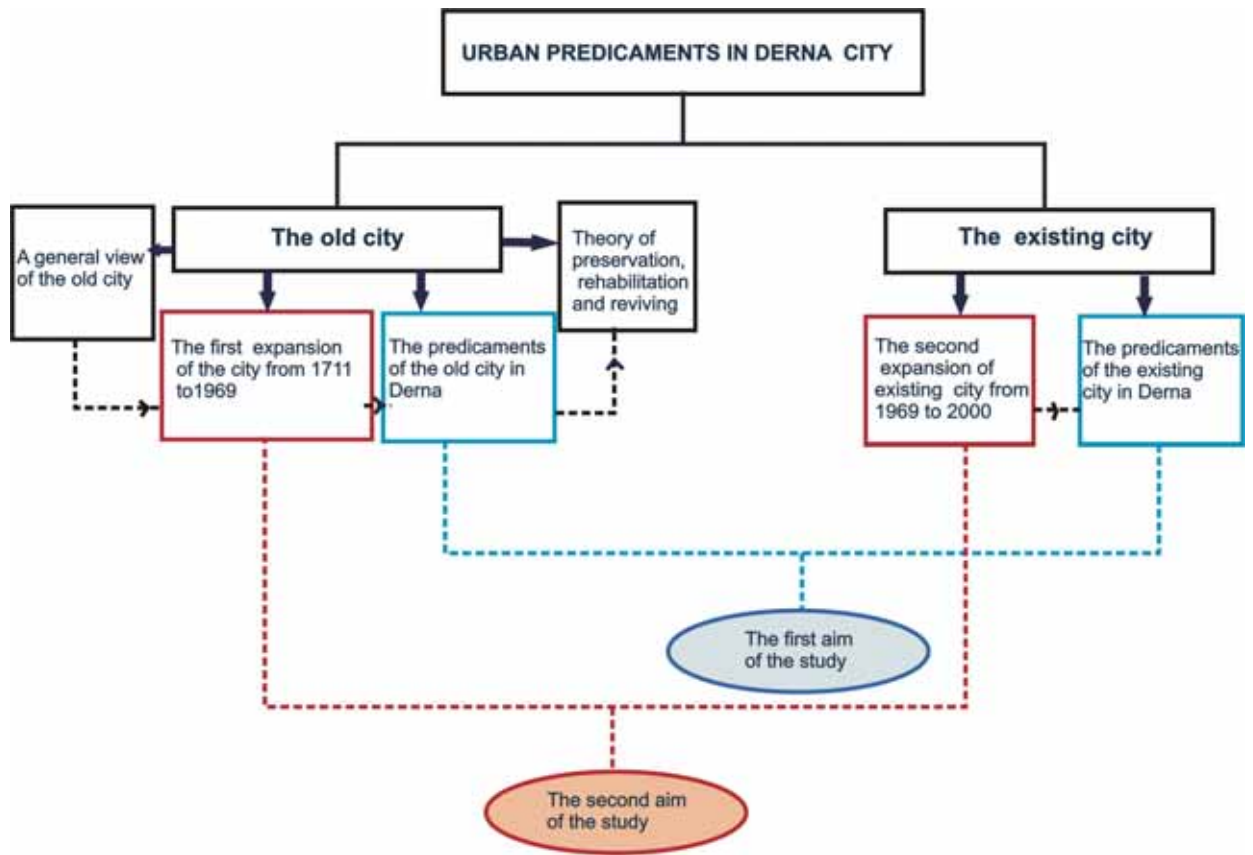 URBAN PREDICAMENTS IN DERNA CITY
The old city
The existing city
A general view
of the old city
Theory of
preservation,
rehabilitation
and reviving
The first expansion
of the city from 1711
to1969
The predicaments
of the old city in
Derna
The second
expansion of
existing city from
1969 to 2000
The predicaments
of the existing
city in Derna
The first aim
of the study
The second aim
of the study